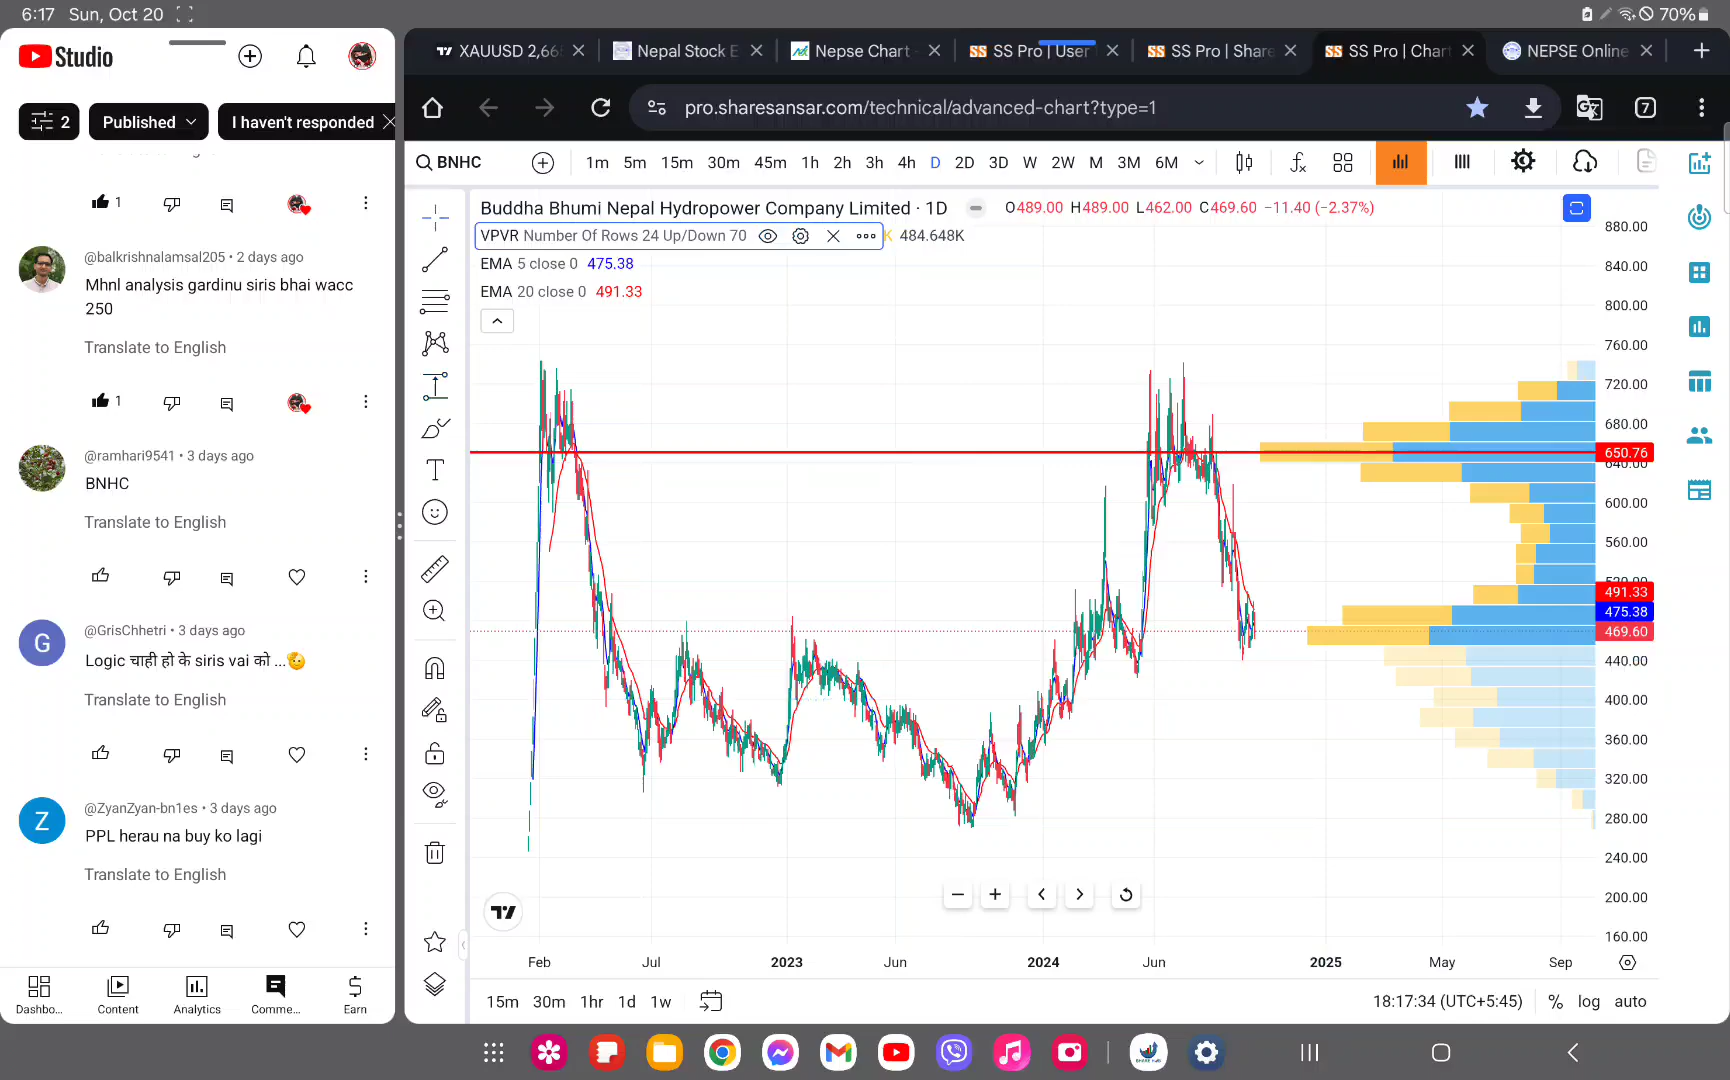 6:17 Sun, Oct 20
70%
Studio
2
Published
I haven't responded
1
@balkrishnalamsal205 • 2 days ago
Mhnl analysis gardinu siris bhai wacc
250
Translate to English
1
@ramhari9541 • 3 days ago
BNHC
Translate to English
G
@GrisChhetri • 3 days ago
Logic चाही हो के siris vai को ...🫡
Translate to English
Z
@ZyanZyan-bn1es • 3 days ago
PPL herau na buy ko lagi
Translate to English
Dashbo...
Content
Analytics
Comme...
Earn
XAUUSD 2,66
Nepal Stock E
Nepse Chart
SS Pro | User
SS Pro | Share
SS Pro | Chart
NEPSE Online
pro.sharesansar.com/technical/advanced-chart?type=1
7
BNHC
1m 5m 15m 30m 45m 1h 2h 3h 4h D 2D 3D W 2W M 3M 6M
Buddha Bhumi Nepal Hydropower Company Limited · 1D
O489.00 H489.00 L462.00 C469.60 −11.40 (−2.37%)
VPVR Number Of Rows 24 Up/Down 70
K 484.648K
EMA 5 close 0 475.38
EMA 20 close 0 491.33
880.00
840.00
800.00
760.00
720.00
680.00
650.76
640.00
600.00
560.00
520.00
491.33
475.38
469.60
440.00
400.00
360.00
320.00
280.00
240.00
200.00
160.00
Feb Jul 2023 Jun 2024 Jun 2025 May Sep
15m 30m 1hr 1d 1w
18:17:34 (UTC+5:45) % log auto